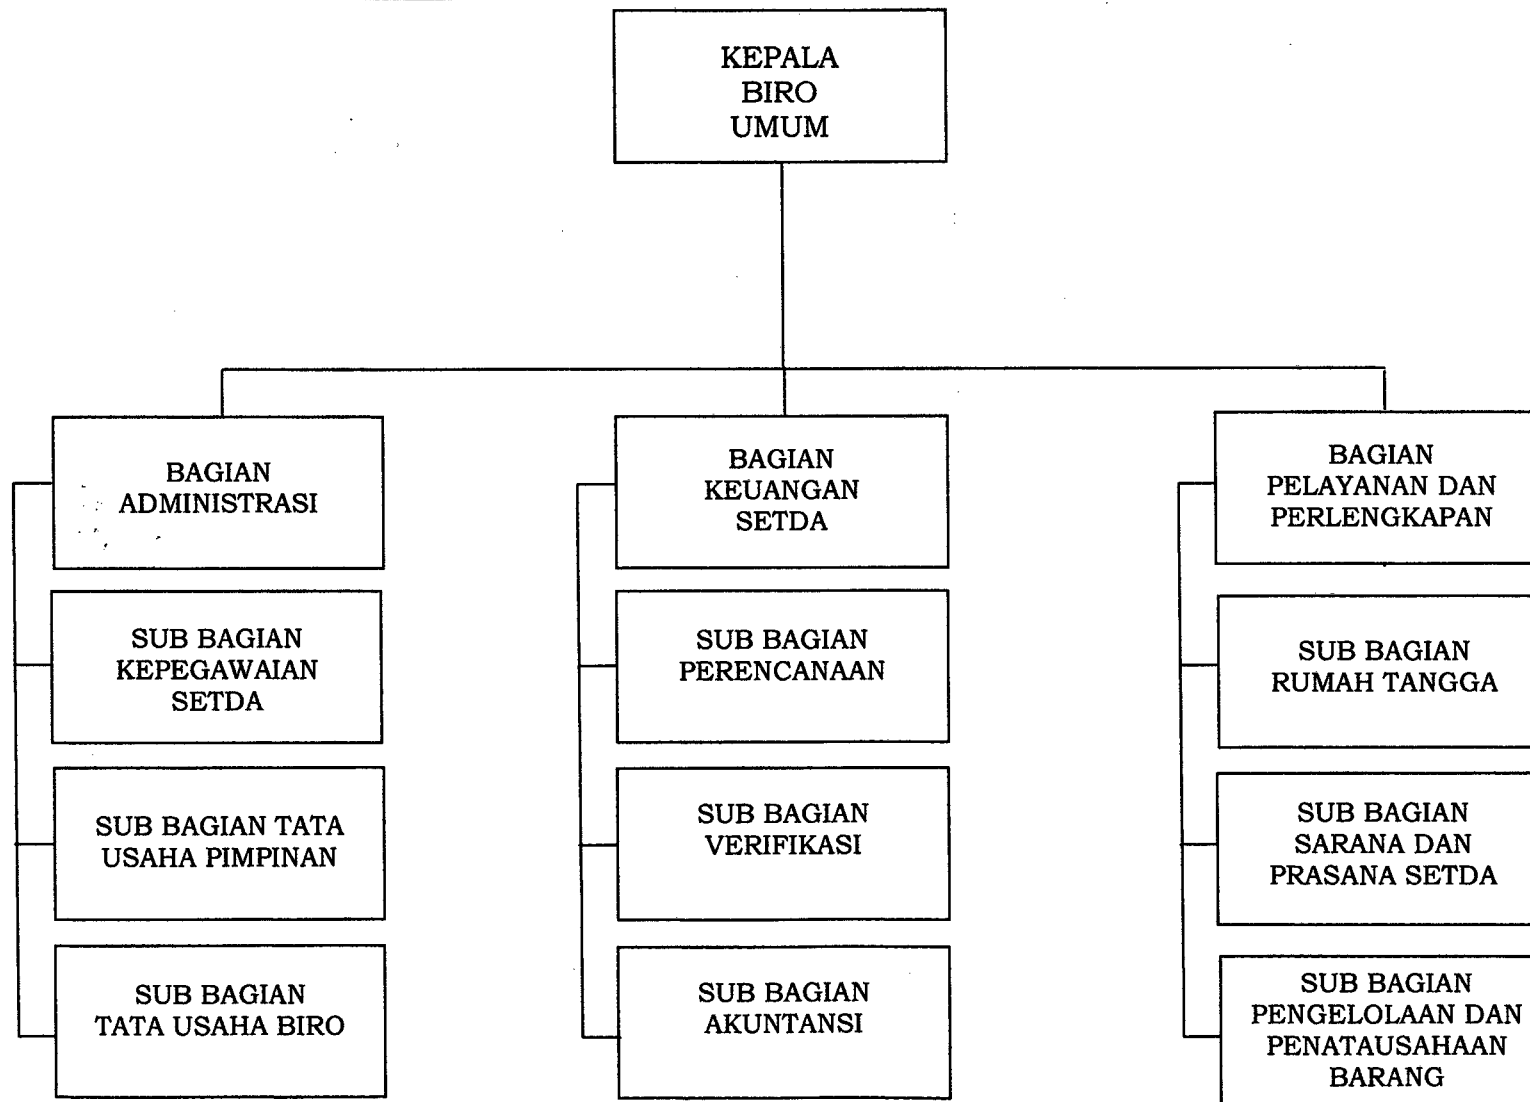 KEPALA
BIRO
UMUM
BAGIAN
ADMINISTRASI
SUB BAGIAN
KEPEGAWAIAN
SETDA
SUB BAGIAN TATA
USAHA PIMPINAN
SUB BAGIAN
TATA USAHA BIRO
BAGIAN
KEUANGAN
SETDA
SUB BAGIAN
PERENCANAAN
SUB BAGIAN
VERIFIKASI
SUB BAGIAN
AKUNTANSI
BAGIAN
PELAYANAN DAN
PERLENGKAPAN
SUB BAGIAN
RUMAH TANGGA
SUB BAGIAN
SARANA DAN
PRASANA SETDA
SUB BAGIAN
PENGELOLAAN DAN
PENATAUSAHAAN
BARANG